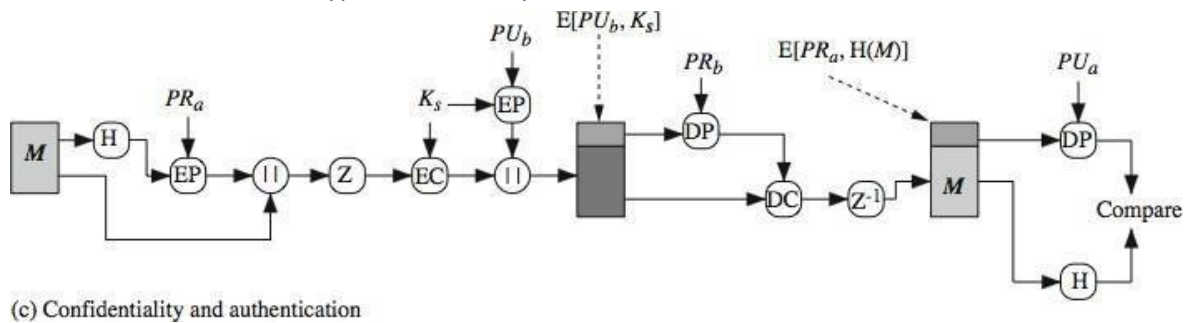 E[PU_b, K_s]
PU_b
E[PR_a, H(M)]
PR_b
PU_a
PR_a
K_s
EP
H
DP
DP
M
EP
||
Z
EC
||
DC
Z⁻¹
M
Compare
H
(c) Confidentiality and authentication